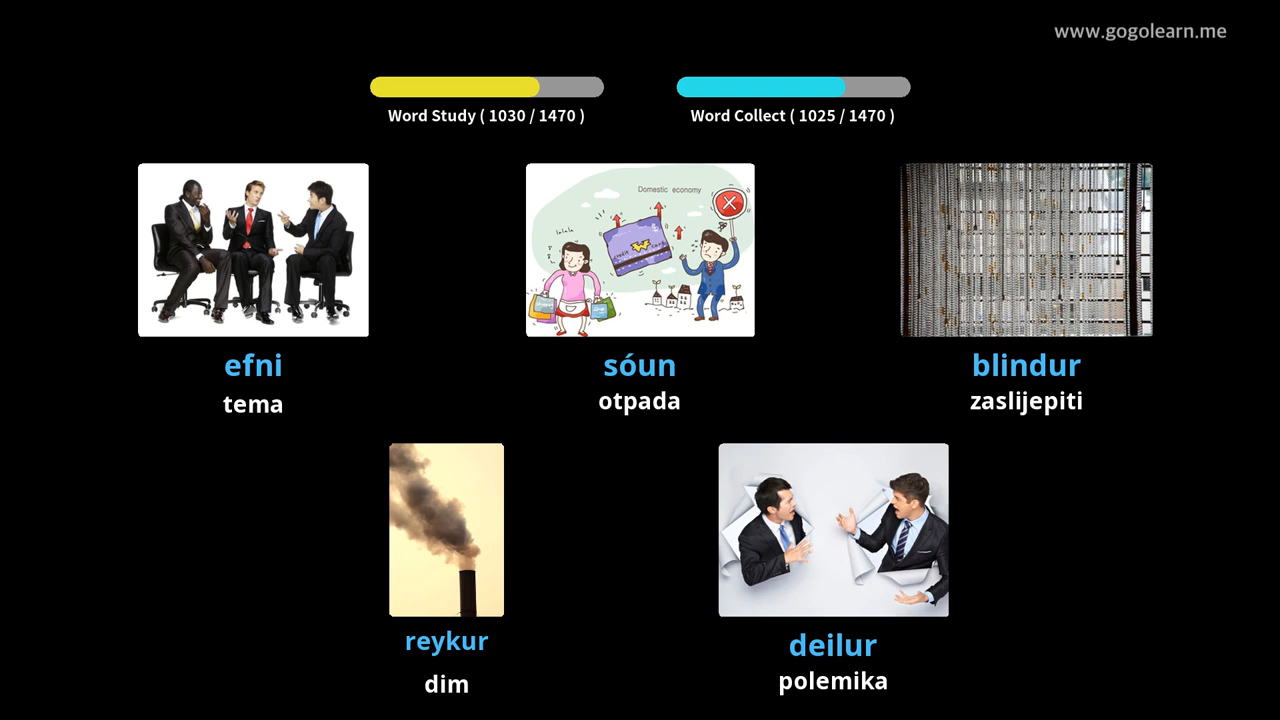 www.gogolearn.me
Word Study ( 1030 / 1470 )
Word Collect ( 1025 / 1470 )
Domestic economy
lalala
efni
sóun
blindur
tema
otpada
zaslijepiti
reykur
deilur
dim
polemika